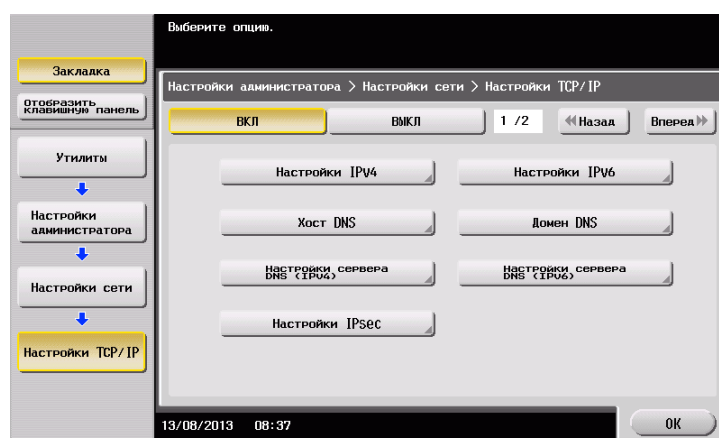 Выберите опцию.
Закладка
Отобразить
клавишную панель
Утилиты
Настройки
администратора
Настройки сети
Настройки TCP/IP
Настройки администратора > Настройки сети > Настройки TCP/IP
ВКЛ
ВЫКЛ
1 /2
Назад
Вперед
Настройки IPv4
Настройки IPv6
Хост DNS
Домен DNS
Настройки сервера
DNS (IPv4)
Настройки сервера
DNS (IPv6)
Настройки IPsec
13/08/2013 08:37
OK